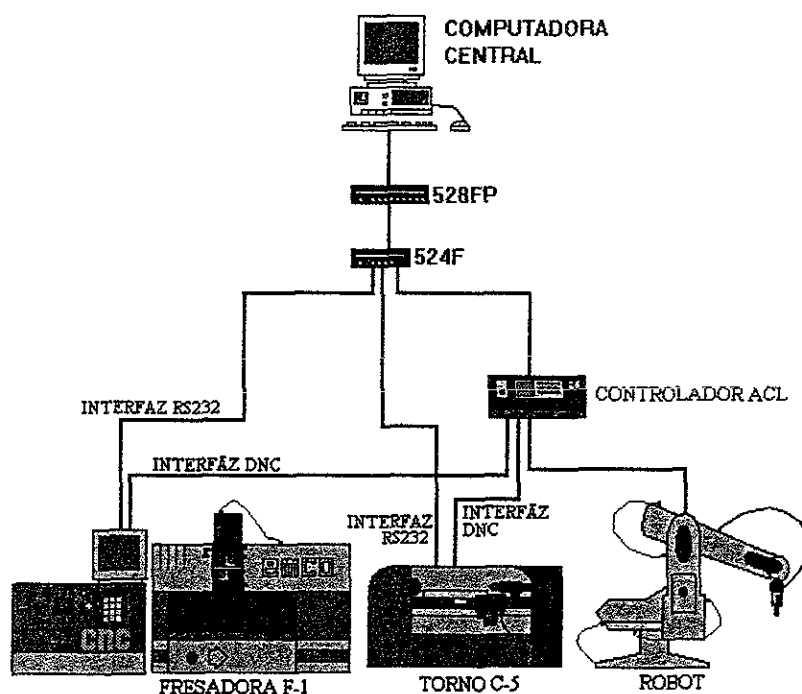 COMPUTADORA
CENTRAL
528FP
524F
CONTROLADOR ACL
INTERFAZ RS232
INTERFÁZ DNC
INTERFAZ
RS232
INTERFÁZ
DNC
emco
CNC
FRESADORA F-1
TORNO C-5
ROBOT